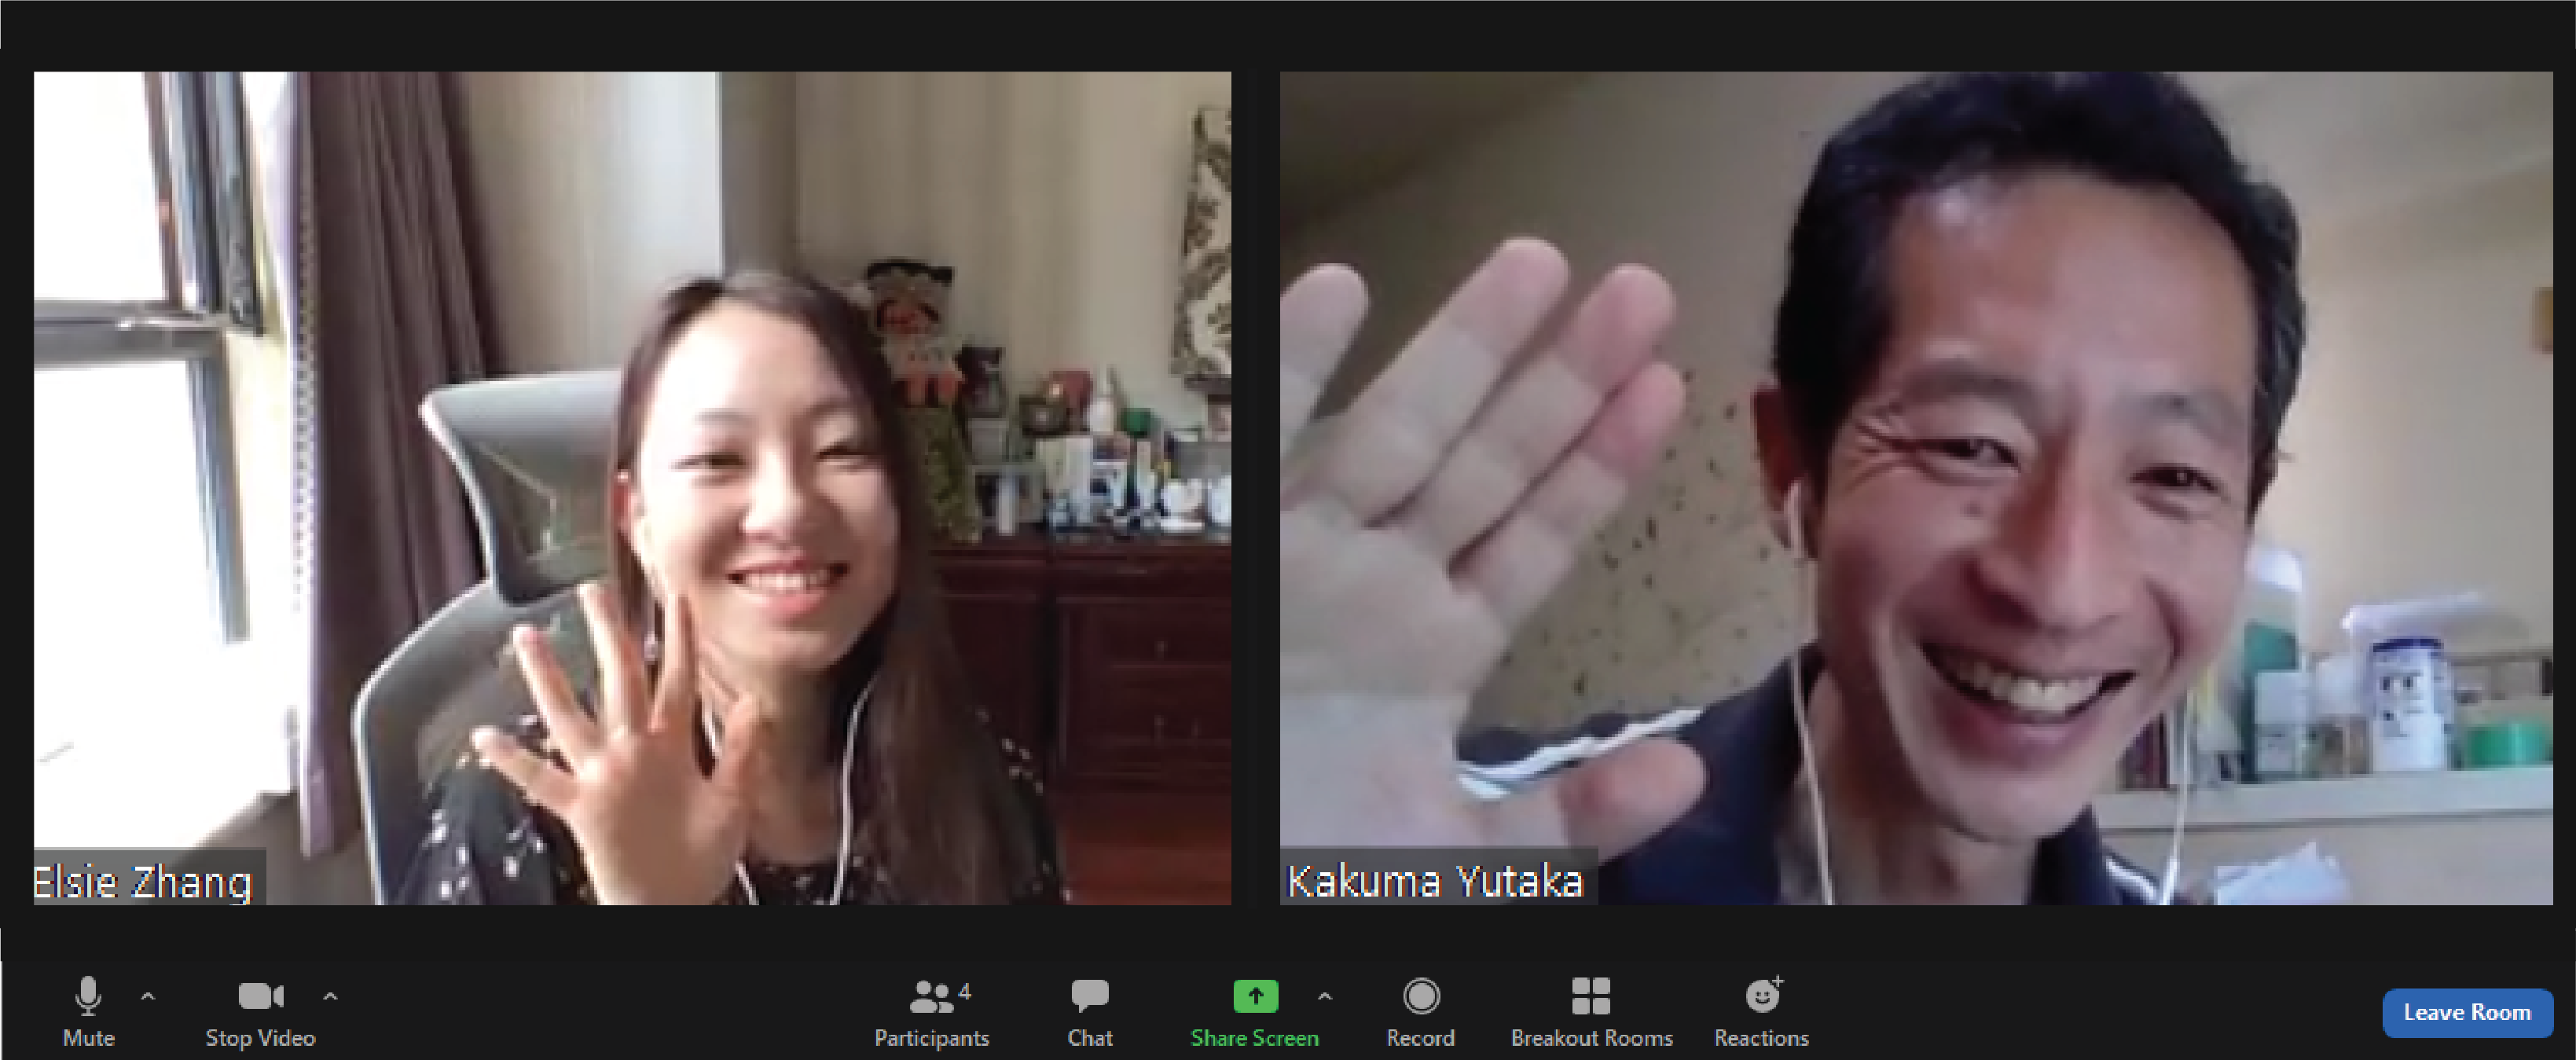 Elsie Zhang
Kakuma Yutaka
4
Mute
Stop Video
Participants
Chat
Share Screen
Record
Breakout Rooms
Reactions
Leave Room